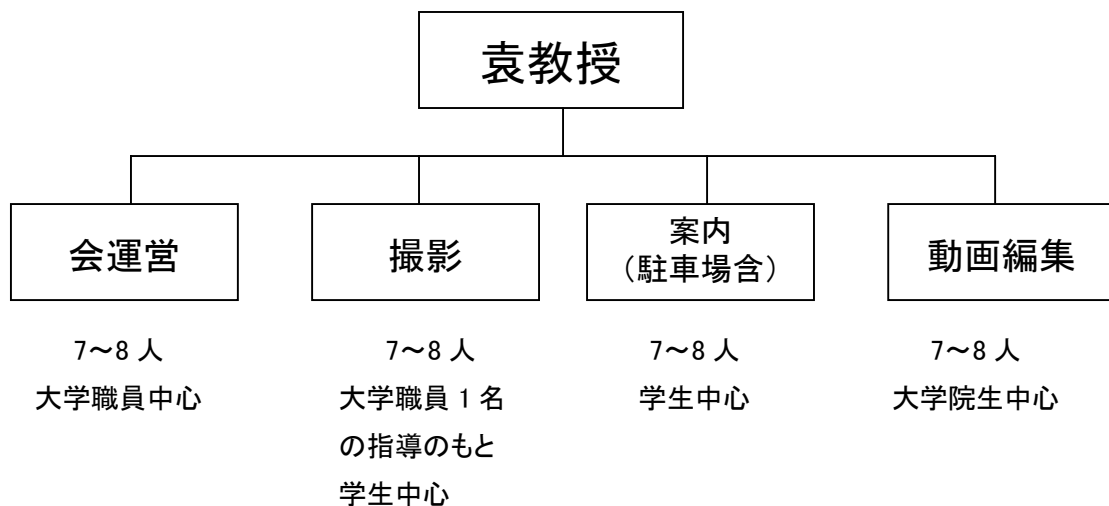 袁教授
会運営
撮影
案内
（駐車場含）
動画編集
7～8 人
大学職員中心
7～8 人
大学職員 1 名
の指導のもと
学生中心
7～8 人
学生中心
7～8 人
大学院生中心